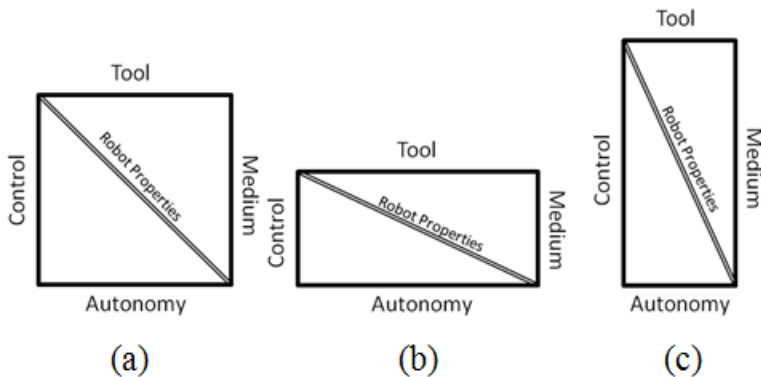 Tool
Control
Robot Properties
Medium
Autonomy
(a)
Tool
Control
Robot Properties
Medium
Autonomy
(b)
Tool
Control
Robot Properties
Medium
Autonomy
(c)